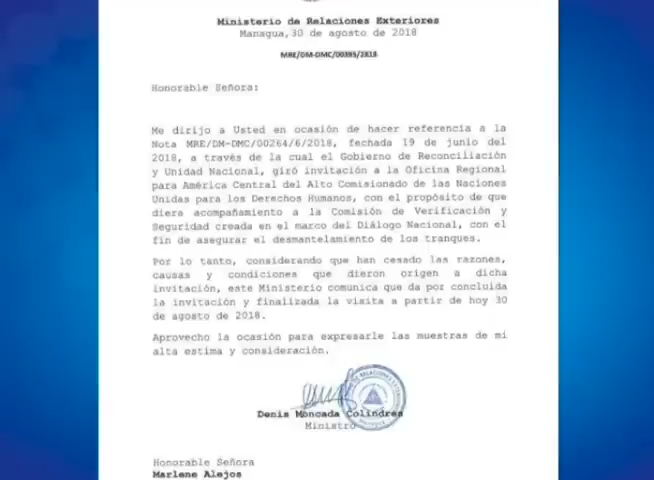 Ministerio de Relaciones Exteriores
Managua,30 de agosto de 2018
MRE/DM-DMC/00395/2018
Honorable Señora:
Me dirijo a Usted en ocasión de hacer referencia a la
Nota MRE/DM-DMC/00264/6/2018, fechada 19 de junio del
2018, a través de la cual el Gobierno de Reconciliación
y Unidad Nacional, giró invitación a la Oficina Regional
para América Central del Alto Comisionado de las Naciones
Unidas para los Derechos Humanos, con el propósito de que
diera acompañamiento a la Comisión de Verificación y
Seguridad creada en el marco del Diálogo Nacional, con el
fin de asegurar el desmantelamiento de los tranques.
Por lo tanto, considerando que han cesado las razones,
causas y condiciones que dieron origen a dicha
invitación, este Ministerio comunica que da por concluida
la invitación y finalizada la visita a partir de hoy 30
de agosto de 2018.
Aprovecho la ocasión para expresarle las muestras de mi
alta estima y consideración.
Denis Moncada Colindres
Ministro
Honorable Señora
Marlene Alejos